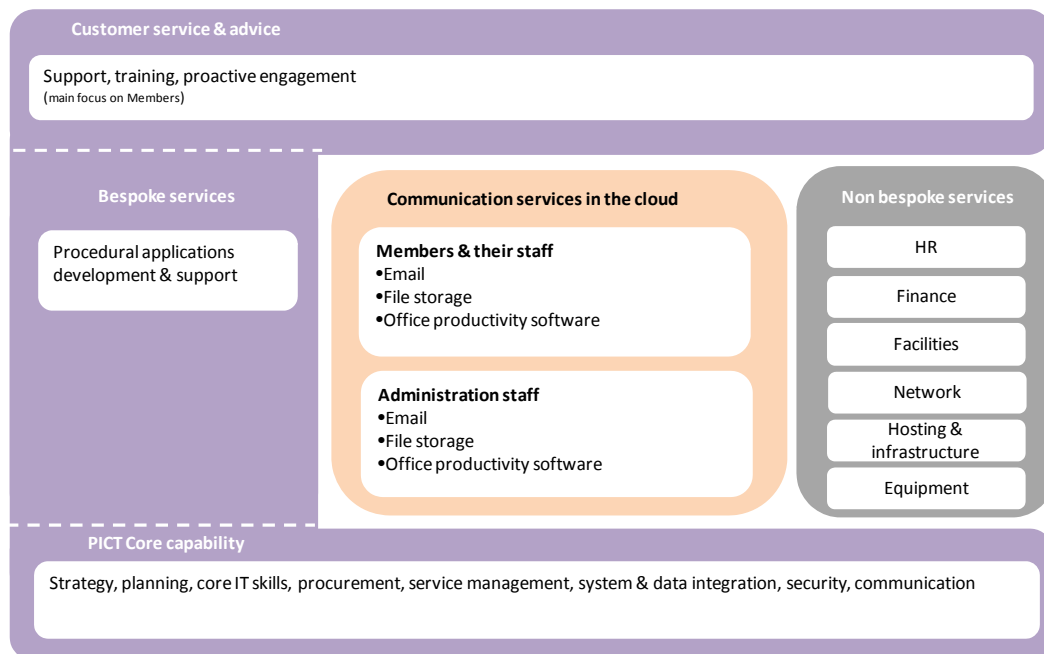 Customer service & advice
Support, training, proactive engagement
(main focus on Members)
Bespoke services
Procedural applications
development & support
Communication services in the cloud
Members & their staff
•Email
•File storage
•Office productivity software
Administration staff
•Email
•File storage
•Office productivity software
Non bespoke services
HR
Finance
Facilities
Network
Hosting &
infrastructure
Equipment
PICT Core capability
Strategy, planning, core IT skills, procurement, service management, system & data integration, security, communication